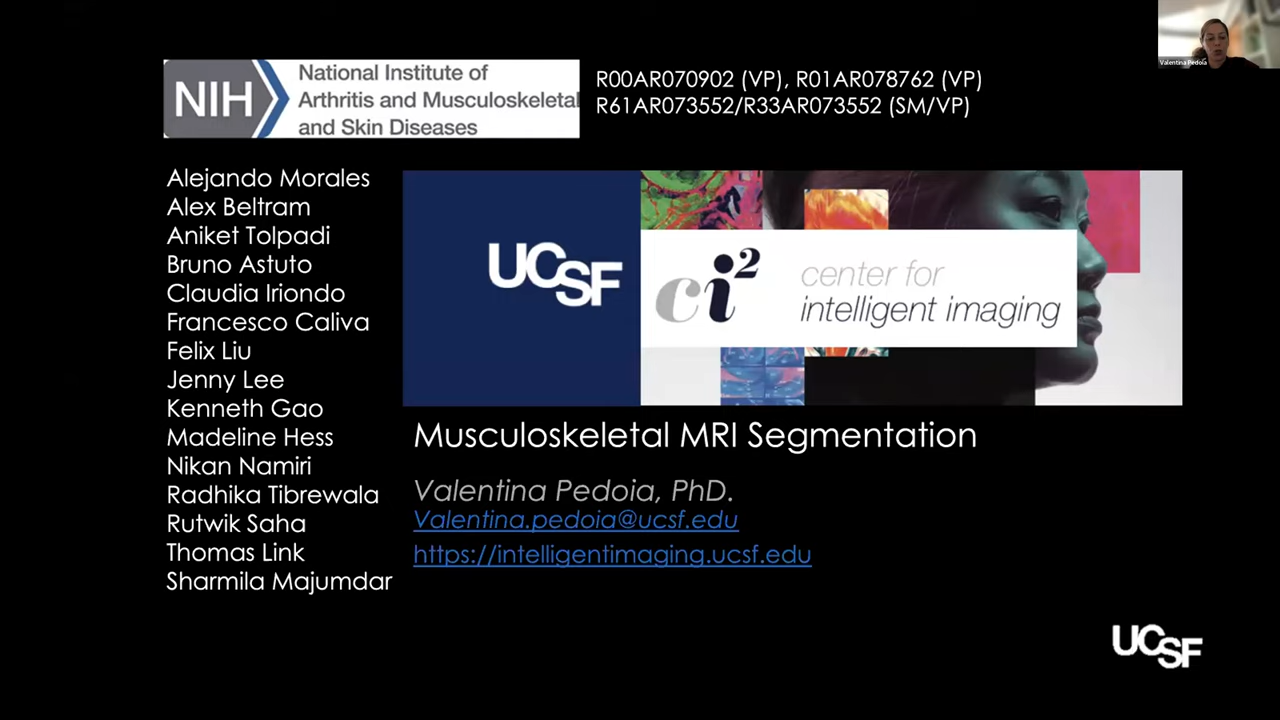 Valentina Pedoia
NIH
National Institute of
Arthritis and Musculoskeletal
and Skin Diseases
R00AR070902 (VP), R01AR078762 (VP)
R61AR073552/R33AR073552 (SM/VP)
Alejando Morales
Alex Beltram
Aniket Tolpadi
Bruno Astuto
Claudia Iriondo
Francesco Caliva
Felix Liu
Jenny Lee
Kenneth Gao
Madeline Hess
Nikan Namiri
Radhika Tibrewala
Rutwik Saha
Thomas Link
Sharmila Majumdar
UCSF
ci²
center for
intelligent imaging
Musculoskeletal MRI Segmentation
Valentina Pedoia, PhD.
Valentina.pedoia@ucsf.edu
https://intelligentimaging.ucsf.edu
UCSF